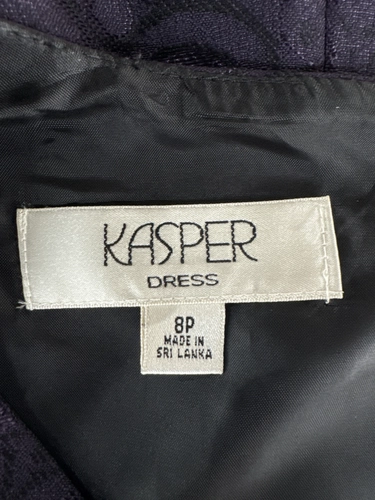 KASPER
DRESS
8P
MADE IN
SRI LANKA